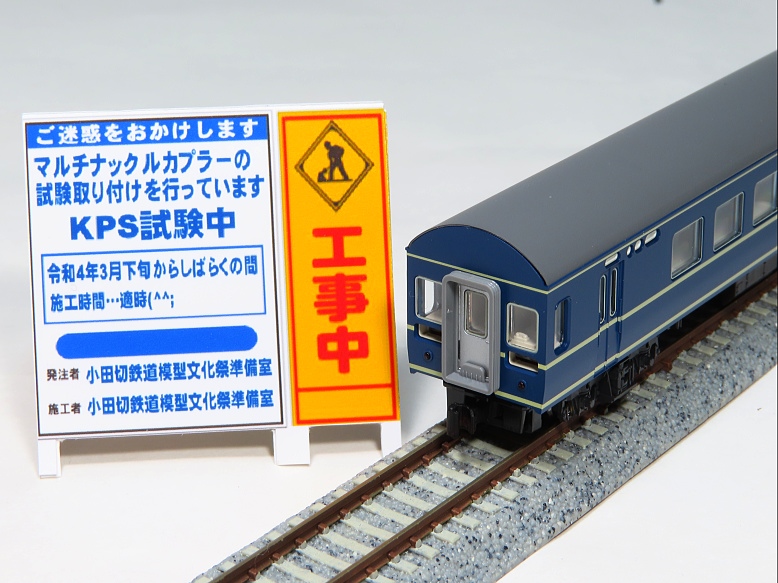 ご迷惑をおかけします
マルチナックルカプラーの
試験取り付けを行っています
KPS試験中
令和4年3月下旬からしばらくの間
施工時間…適時(^^;
発注者 小田切鉄道模型文化祭準備室
施工者 小田切鉄道模型文化祭準備室
工事中